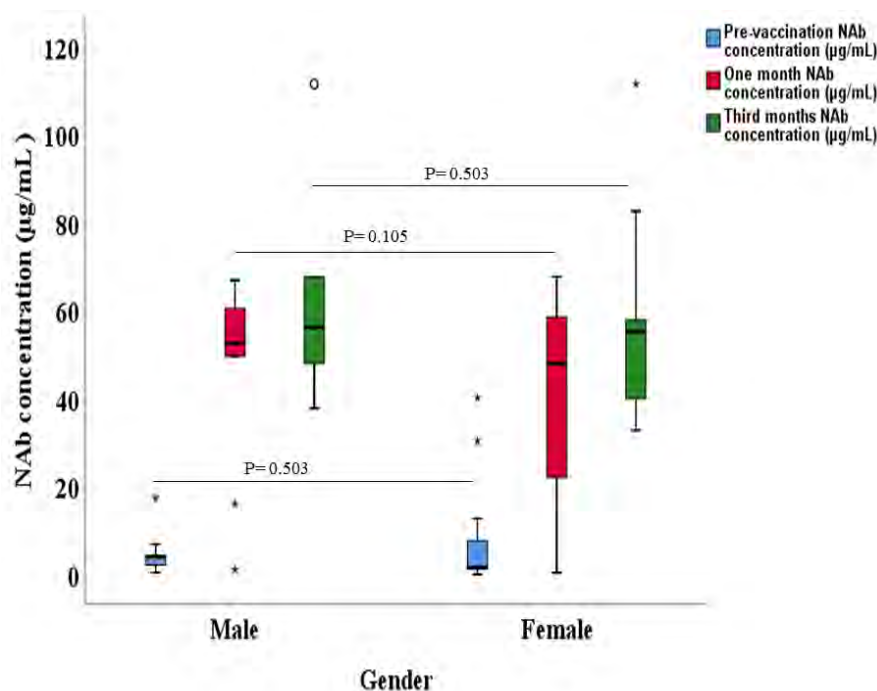 120
100
80
60
40
20
0
NAb concentration (µg/mL )
P= 0.503
P= 0.105
P= 0.503
Male
Female
Gender
Pre-vaccination NAb
concentration (µg/mL)
One month NAb
concentration (µg/mL)
Third months NAb
concentration (µg/mL)